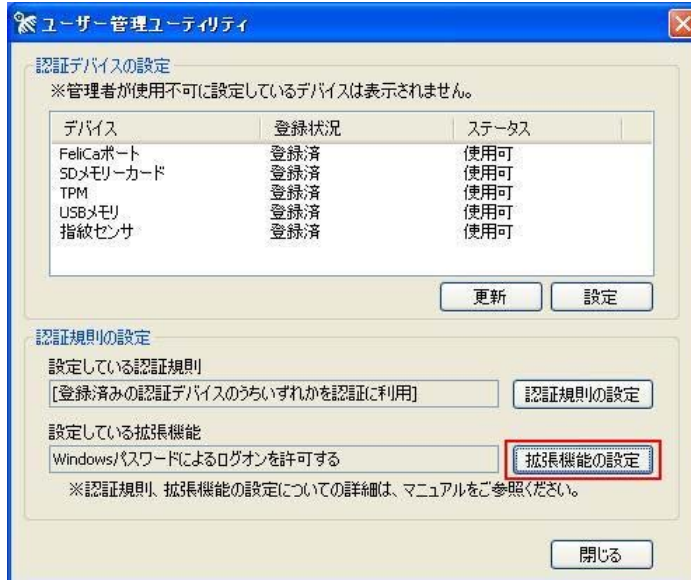 ユーザー管理ユーティリティ
認証デバイスの設定
※管理者が使用不可に設定しているデバイスは表示されません。
デバイス 登録状況 ステータス
FeliCaポート 登録済 使用可
SDメモリーカード 登録済 使用可
TPM 登録済 使用可
USBメモリ 登録済 使用可
指紋センサ 登録済 使用可
更新 設定
認証規則の設定
設定している認証規則
[登録済みの認証デバイスのうちいずれかを認証に利用] 認証規則の設定
設定している拡張機能
Windowsパスワードによるログオンを許可する 拡張機能の設定
※認証規則、拡張機能の設定についての詳細は、マニュアルをご参照ください。
閉じる